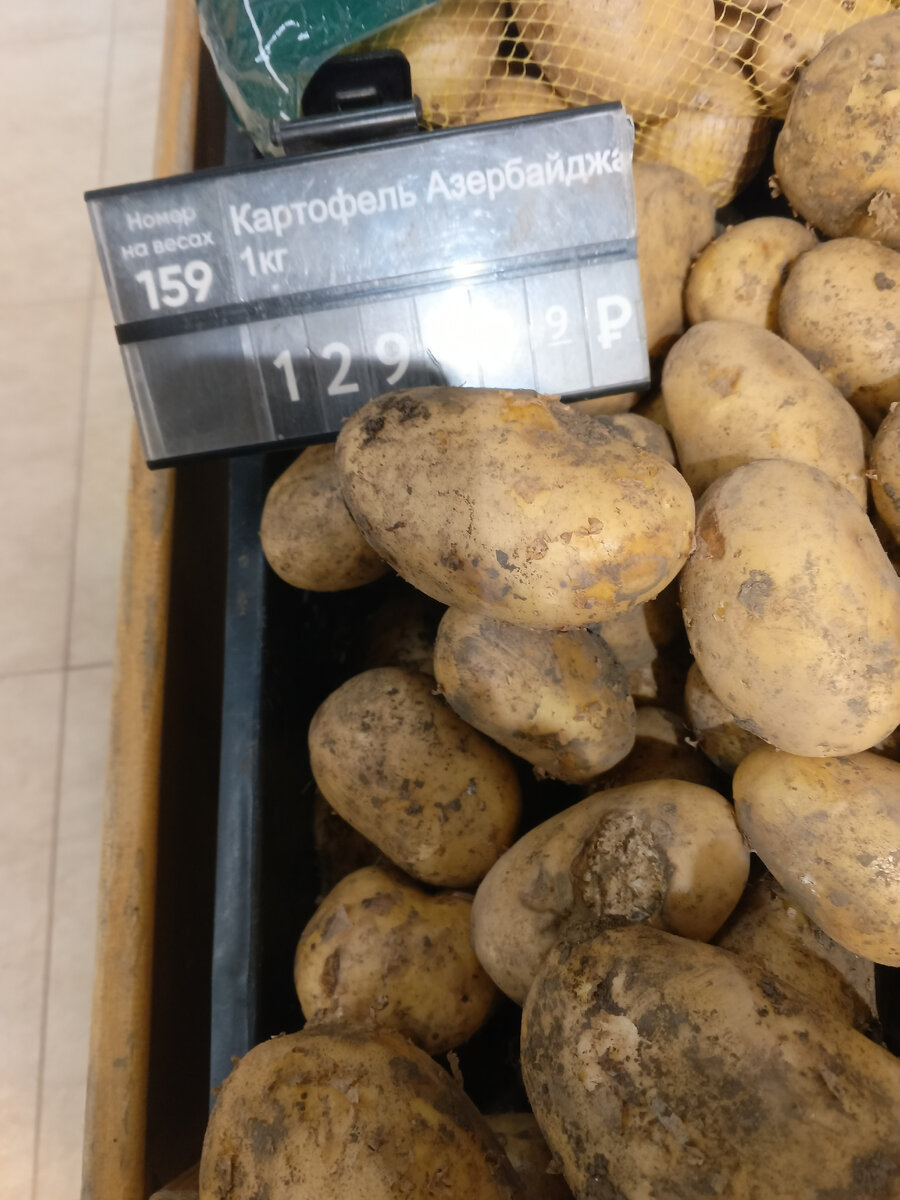 Номер
на весах
159
Картофель Азербайджа
1кг
129 9 ₽